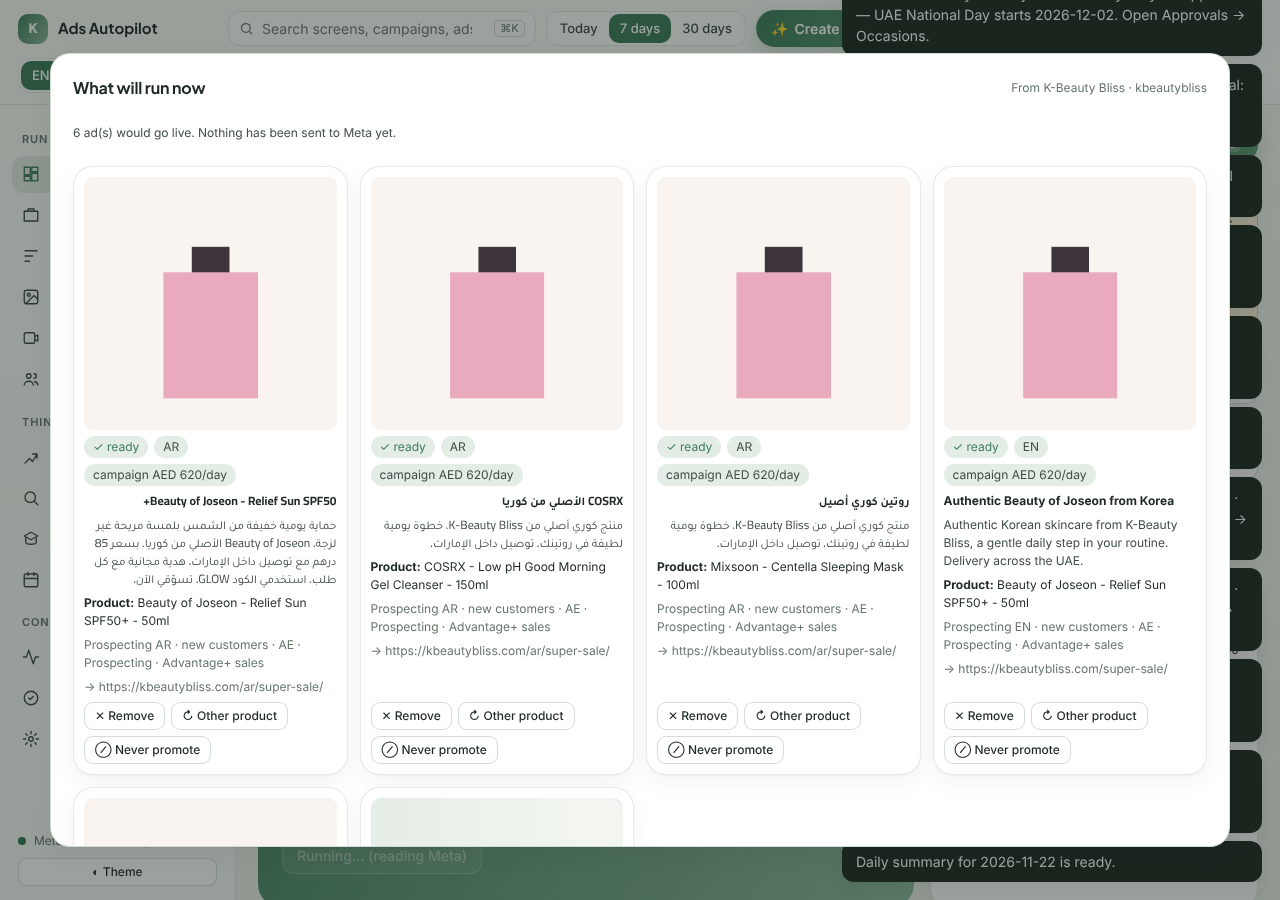 K
Ads Autopilot
Search screens, campaigns, ads
⌘K
Today
7 days
30 days
✨ Create
— UAE National Day starts 2026-12-02. Open Approvals →
Occasions.
EN
What will run now
From K-Beauty Bliss · kbeautybliss
6 ad(s) would go live. Nothing has been sent to Meta yet.
RUN
THIN
CON
✓ ready
AR
campaign AED 620/day
Beauty of Joseon - Relief Sun SPF50+
حماية يومية خفيفة من الشمس بلمسة مريحة غير
لزجة. Beauty of Joseon الأصلي من كوريا. بسعر 85
درهم مع توصيل داخل الإمارات. هدية مجانية مع كل
طلب. استخدمي الكود GLOW. تسوّقي الآن.
Product: Beauty of Joseon - Relief Sun
SPF50+ - 50ml
Prospecting AR · new customers · AE ·
Prospecting · Advantage+ sales
→ https://kbeautybliss.com/ar/super-sale/
✕ Remove
↻ Other product
Never promote
✓ ready
AR
campaign AED 620/day
COSRX الأصلي من كوريا
منتج كوري أصلي من K-Beauty Bliss. خطوة يومية
لطيفة في روتينك. توصيل داخل الإمارات.
Product: COSRX - Low pH Good Morning
Gel Cleanser - 150ml
Prospecting AR · new customers · AE ·
Prospecting · Advantage+ sales
→ https://kbeautybliss.com/ar/super-sale/
✕ Remove
↻ Other product
Never promote
✓ ready
AR
campaign AED 620/day
روتين كوري أصيل
منتج كوري أصلي من K-Beauty Bliss. خطوة يومية
لطيفة في روتينك. توصيل داخل الإمارات.
Product: Mixsoon - Centella Sleeping Mask
- 100ml
Prospecting AR · new customers · AE ·
Prospecting · Advantage+ sales
→ https://kbeautybliss.com/ar/super-sale/
✕ Remove
↻ Other product
Never promote
✓ ready
EN
campaign AED 620/day
Authentic Beauty of Joseon from Korea
Authentic Korean skincare from K-Beauty
Bliss, a gentle daily step in your routine.
Delivery across the UAE.
Product: Beauty of Joseon - Relief Sun
SPF50+ - 50ml
Prospecting EN · new customers · AE ·
Prospecting · Advantage+ sales
→ https://kbeautybliss.com/ar/super-sale/
✕ Remove
↻ Other product
Never promote
Theme
Running... (reading Meta)
Daily summary for 2026-11-22 is ready.